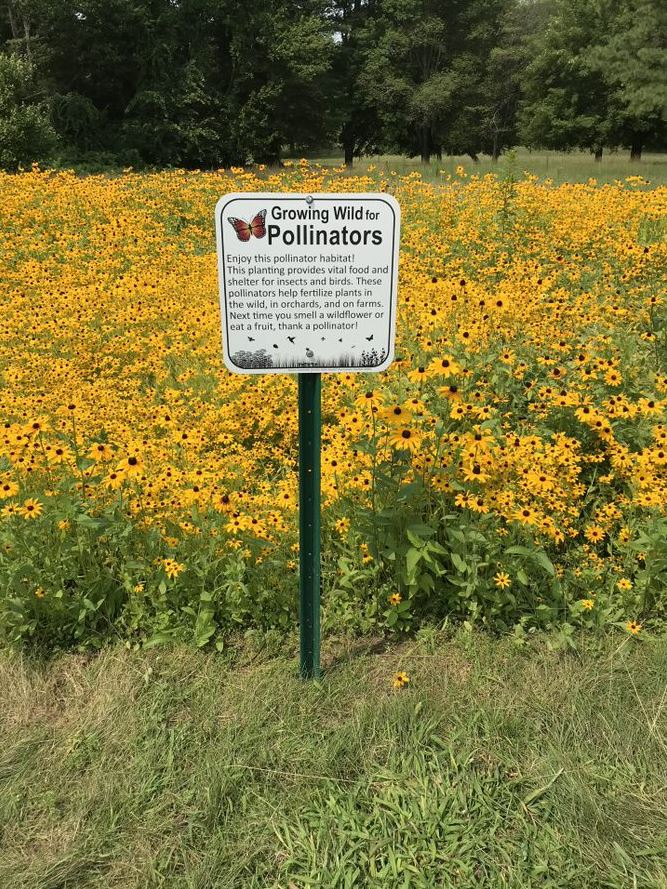 Growing Wild for
Pollinators
Enjoy this pollinator habitat!
This planting provides vital food and
shelter for insects and birds. These
pollinators help fertilize plants in
the wild, in orchards, and on farms.
Next time you smell a wildflower or
eat a fruit, thank a pollinator!